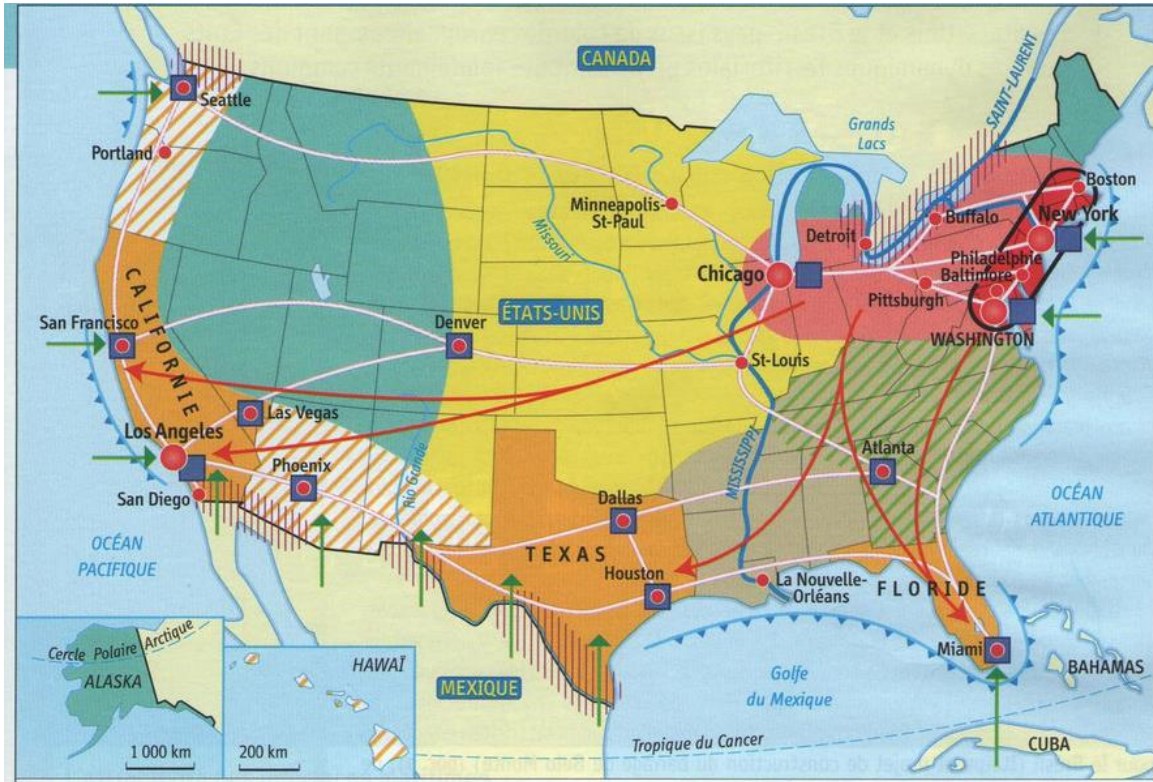 CANADA
SAINT-LAURENT
Seattle
Grands
Lacs
Portland
Minneapolis-
St-Paul
Missouri
Boston
Buffalo
New York
Detroit
Philadelphie
Baltimore
Chicago
Pittsburgh
WASHINGTON
CALIFORNIE
ÉTATS-UNIS
San Francisco
Denver
St-Louis
Las Vegas
Los Angeles
Rio Grande
MISSISSIPPI
Atlanta
Phoenix
San Diego
Dallas
OCÉAN
ATLANTIQUE
OCÉAN
PACIFIQUE
TEXAS
Houston
La Nouvelle-
Orléans
FLORIDE
Cercle Polaire Arctique
ALASKA
HAWAÏ
MEXIQUE
Miami
Golfe
du Mexique
BAHAMAS
1 000 km
200 km
Tropique du Cancer
CUBA